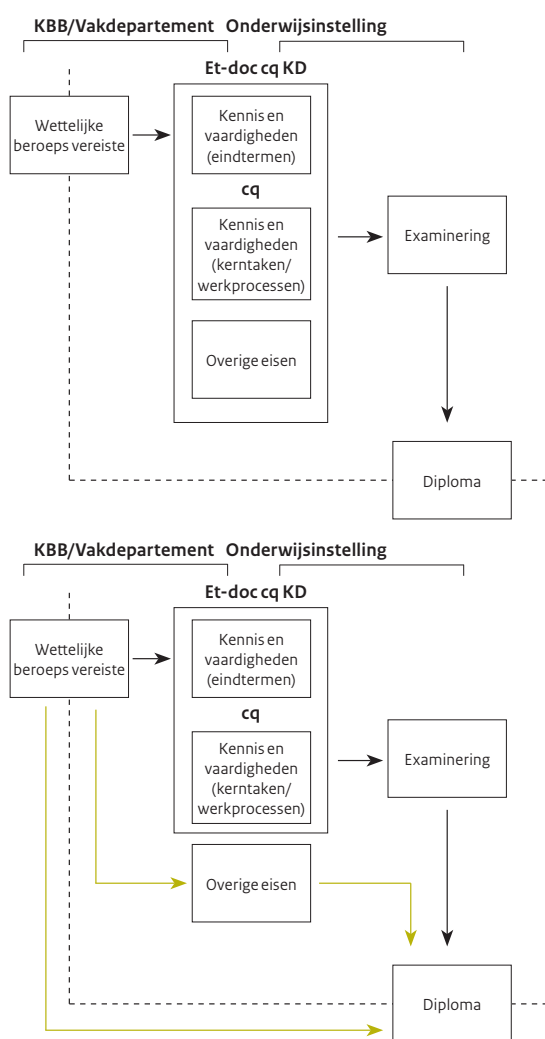 KBB/Vakdepartement Onderwijsinstelling
Et-doc cq KD
Wettelijke
beroeps vereiste
Kennis en
vaardigheden
(eindtermen)
cq
Kennis en
vaardigheden
(kerntaken/
werkprocessen)
Examinering
Overige eisen
Diploma
KBB/Vakdepartement Onderwijsinstelling
Et-doc cq KD
Wettelijke
beroeps vereiste
Kennis en
vaardigheden
(eindtermen)
cq
Kennis en
vaardigheden
(kerntaken/
werkprocessen)
Examinering
Overige eisen
Diploma